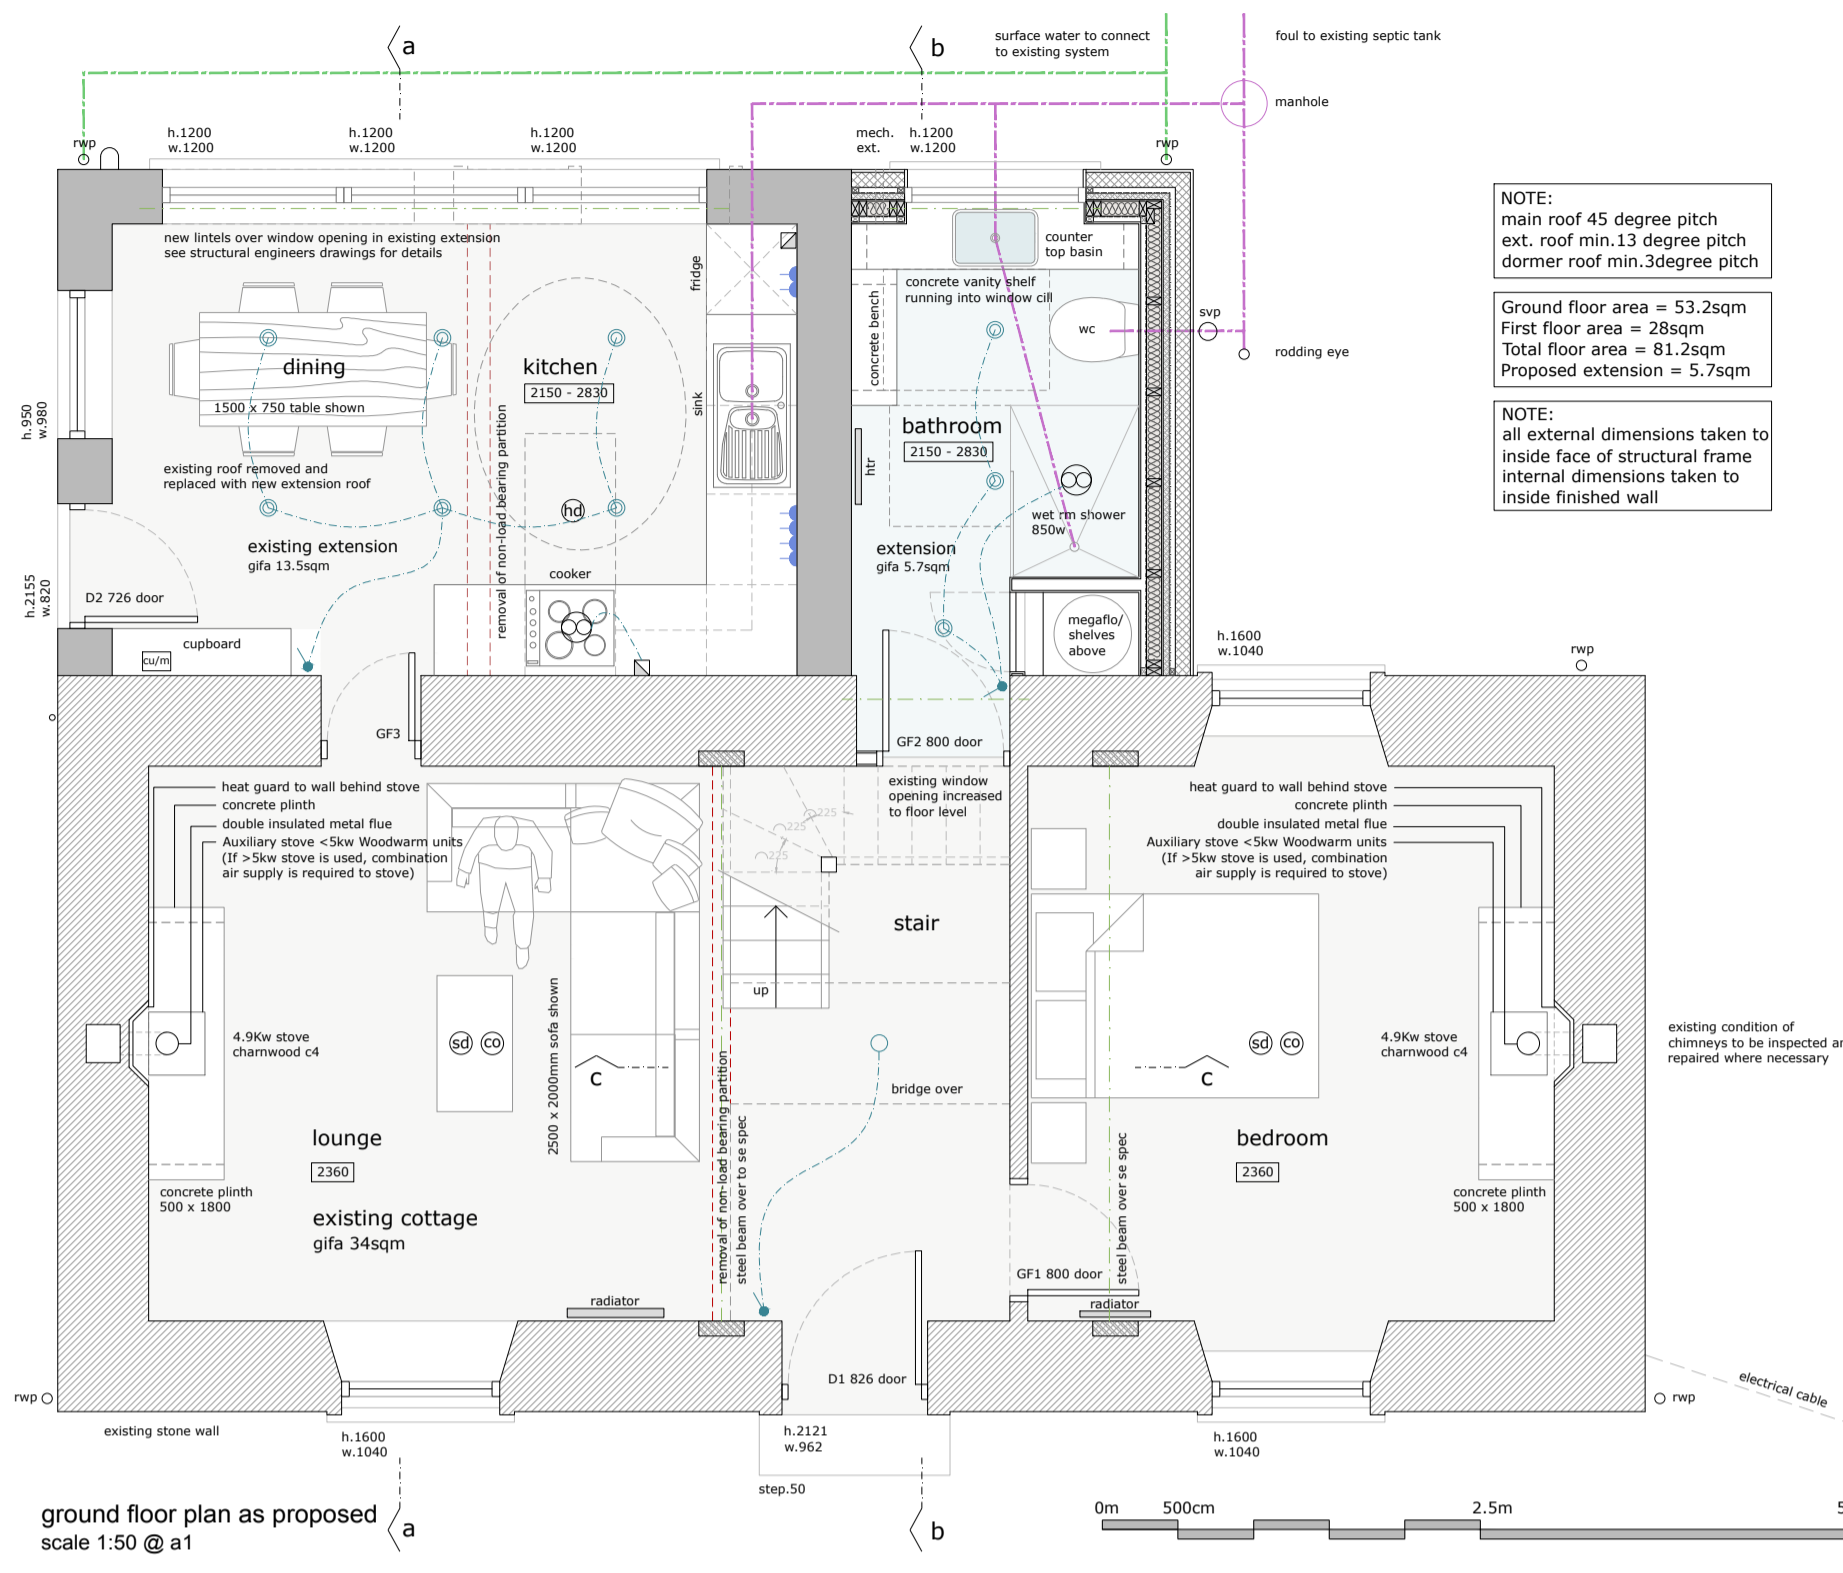 a
b
surface water to connect
to existing system
foul to existing septic tank
manhole
rwp
h.1200
w.1200
h.1200
w.1200
h.1200
w.1200
mech.
ext.
h.1200
w.1200
rwp
NOTE:
main roof 45 degree pitch
ext. roof min.13 degree pitch
dormer roof min.3degree pitch
Ground floor area = 53.2sqm
First floor area = 28sqm
Total floor area = 81.2sqm
Proposed extension = 5.7sqm
NOTE:
all external dimensions taken to
inside face of structural frame
internal dimensions taken to
inside finished wall
new lintels over window opening in existing extension
see structural engineers drawings for details
fridge
counter
top basin
concrete vanity shelf
running into window cill
concrete bench
wc
svp
rodding eye
dining
1500 x 750 table shown
kitchen
2150 - 2830
sink
h.950
w.980
bathroom
2150 - 2830
htr
existing roof removed and
replaced with new extension roof
removal of non-load bearing partition
hd
wet rm shower
850w
existing extension
gifa 13.5sqm
extension
gifa 5.7sqm
cooker
h.2155
w.820
D2 726 door
cupboard
cu/m
megaflo/
shelves
above
h.1600
w.1040
rwp
GF3
GF2 800 door
heat guard to wall behind stove
concrete plinth
double insulated metal flue
Auxiliary stove <5kw Woodwarm units
(If >5kw stove is used, combination
air supply is required to stove)
existing window
opening increased
to floor level
225
225
225
heat guard to wall behind stove
concrete plinth
double insulated metal flue
Auxiliary stove <5kw Woodwarm units
(If >5kw stove is used, combination
air supply is required to stove)
stair
up
4.9Kw stove
charnwood c4
sd
co
2500 x 2000mm sofa shown
c
bridge over
c
sd
co
4.9Kw stove
charnwood c4
existing condition of
chimneys to be inspected
repaired where necessary
lounge
2360
removal of non-load bearing partition
steel beam over to se spec
steel beam over se spec
bedroom
2360
concrete plinth
500 x 1800
concrete plinth
500 x 1800
existing cottage
gifa 34sqm
GF1 800 door
radiator
radiator
D1 826 door
rwp
rwp
electrical cable
existing stone wall
h.1600
w.1040
h.2121
w.962
h.1600
w.1040
step.50
ground floor plan as proposed
scale 1:50 @ a1
a
b
0m
500cm
2.5m
5